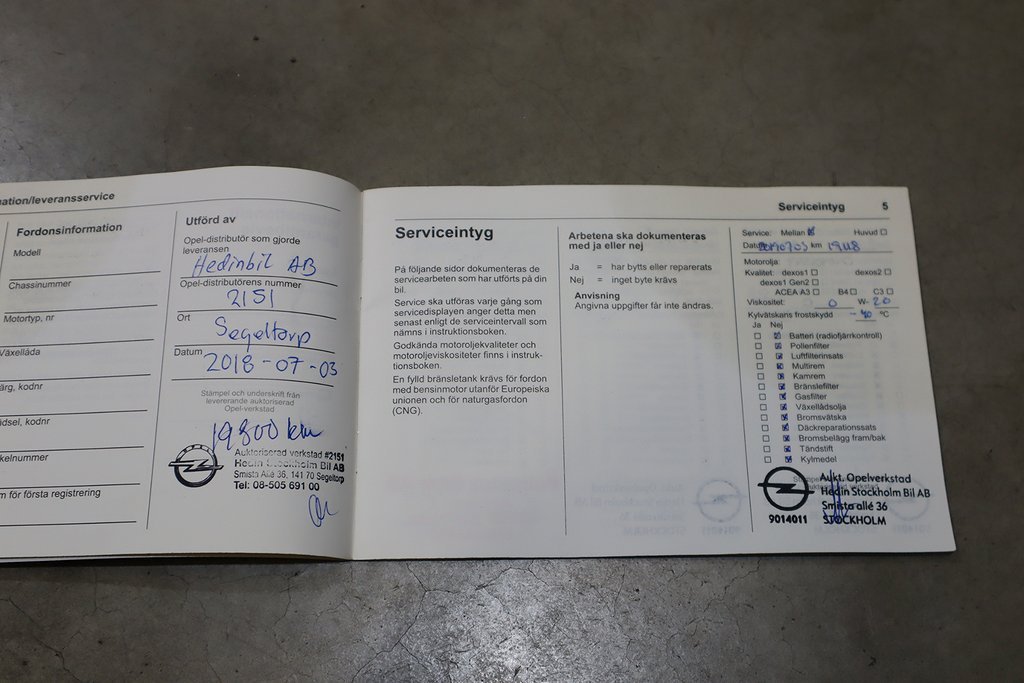 mation/leveransservice
Fordonsinformation
Modell
Chassinummer
Motortyp, nr
Växellåda
ärg, kodnr
ädsel, kodnr
kelnummer
m för första registrering
Utförd av
Opel-distributör som gjorde
leveransen
Hedinbil AB
Opel-distributörens nummer
2151
Ort
Segeltorp
Datum 2018-07-03
Stämpel och underskrift från
levererande auktoriserad
Opel-verkstad
19800 km
Auktoriserad verkstad #2151
Hedin Stockholm Bil AB
Smista Allé 36, 141 70 Segeltorp
Tel: 08-505 691 00
Serviceintyg
På följande sidor dokumenteras de
servicearbeten som har utförts på din
bil.
Service ska utföras varje gång som
servicedisplayen anger detta men
senast enligt de serviceintervall som
nämns i instruktionsboken.
Godkända motoroljekvaliteter och
motoroljeviskositeter finns i instruk-
tionsboken.
En fylld bränsletank krävs för fordon
med bensinmotor utanför Europeiska
unionen och för naturgasfordon
(CNG).
Arbetena ska dokumenteras
med ja eller nej
Ja = har bytts eller reparerats
Nej = inget byte krävs
Anvisning
Angivna uppgifter får inte ändras.
Serviceintyg 5
Service: Mellan Huvud
Datum km
Motorolja:
Kvalitet: dexos1 dexos2
dexos1 Gen2
ACEA A3 B4 C3
Viskositet: 0 W- 20
Kylvätskans frostskydd -40 °C
Ja Nej
Batteri (radiofjärrkontroll)
Pollenfilter
Luftfilterinsats
Multirem
Kamrem
Bränslefilter
Gasfilter
Växellådsolja
Bromsvätska
Däckreparationssats
Bromsbelägg fram/bak
Tändstift
Kylmedel
Aukt. Opelverkstad
Hedin Stockholm Bil AB
Smista allé 36
9014011 STOCKHOLM